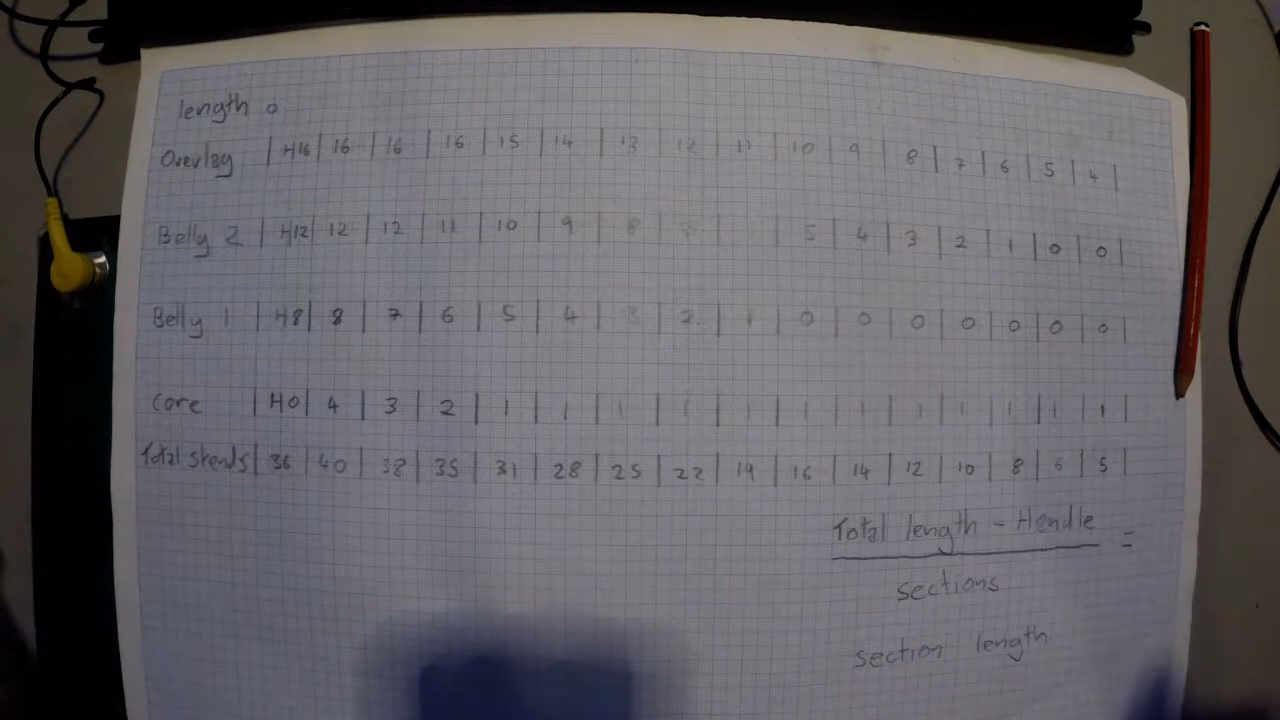 length o
Overlay | H16 | 16 | 16 | 16 | 15 | 14 | 13 | 12 | 11 | 10 | 9 | 8 | 7 | 6 | 5 | 4 |
Belly 2 | H12 | 12 | 12 | 11 | 10 | 9 | 8 | | | 5 | 4 | 3 | 2 | 1 | 0 | 0 |
Belly 1 | H8 | 8 | 7 | 6 | 5 | 4 | 3 | 2 | 1 | 0 | 0 | 0 | 0 | 0 | 0 | 0 |
Core | H0 | 4 | 3 | 2 | 1 | 1 | 1 | 1 | 1 | 1 | 1 | 1 | 1 | 1 | 1 | 1 |
Total strends | 36 | 40 | 38 | 35 | 31 | 28 | 25 | 22 | 19 | 16 | 14 | 12 | 10 | 8 | 6 | 5 |
Total length - Handle =
sections
section length